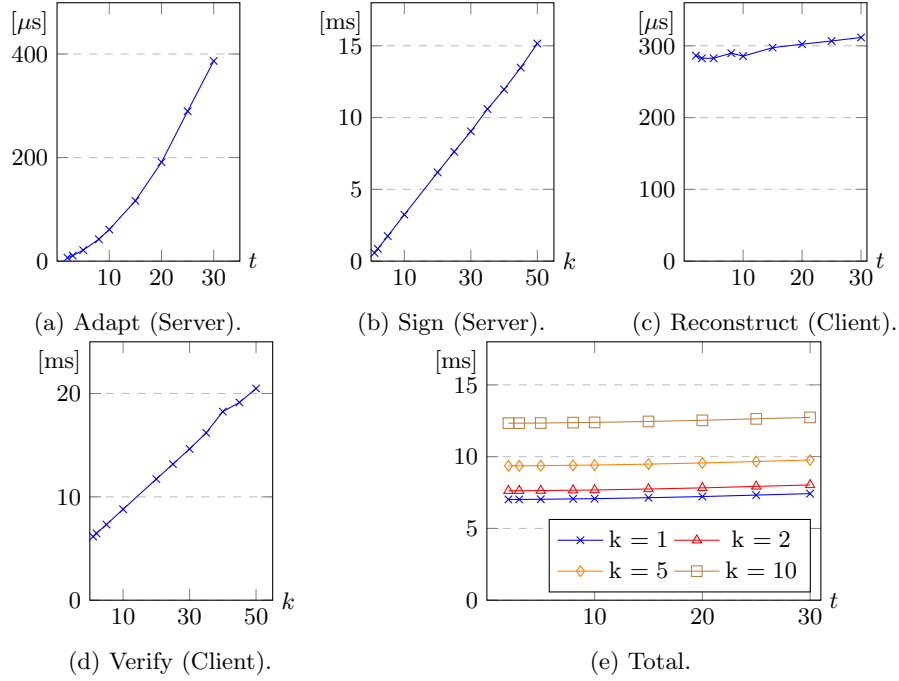 [μs]
400
200
0
10
20
30
t
(a) Adapt (Server).
[ms]
15
10
5
0
10
20
30
40
50
k
(b) Sign (Server).
[μs]
300
200
100
0
10
20
30
t
(c) Reconstruct (Client).
[ms]
20
10
0
10
30
50
k
(d) Verify (Client).
[ms]
15
10
5
0
k = 1
k = 2
k = 5
k = 10
10
20
30
t
(e) Total.